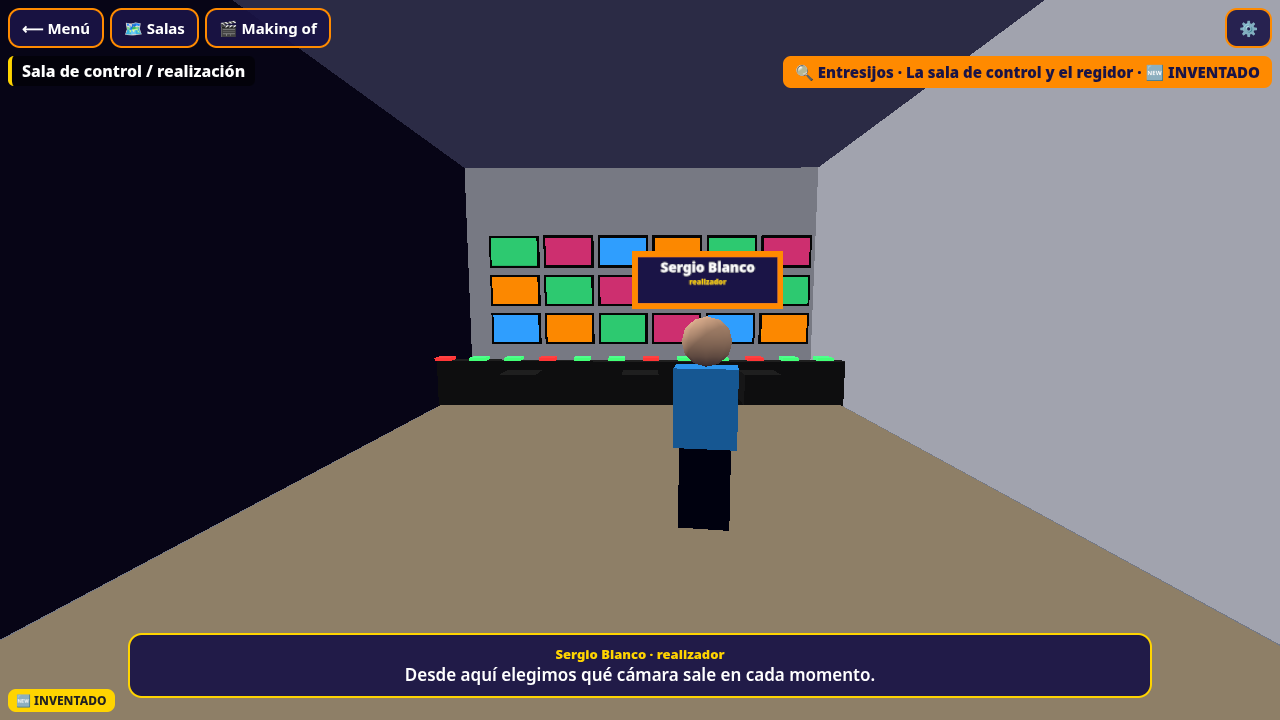 ⟵ Menú
🗺️ Salas
🎬 Making of
⚙️
Sala de control / realización
🔍 Entresijos · La sala de control y el regidor · 🆕 INVENTADO
Sergio Blanco
realizador
Sergio Blanco · realizador
Desde aquí elegimos qué cámara sale en cada momento.
🆕 INVENTADO